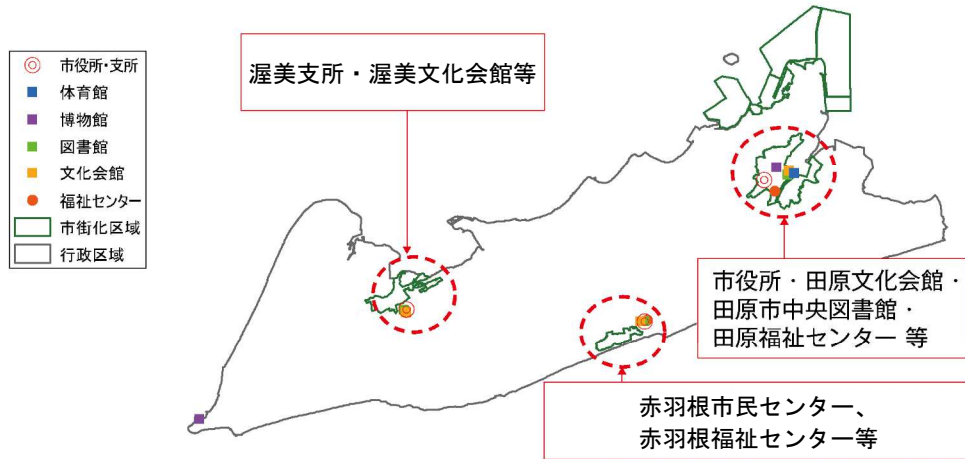 市役所・支所
体育館
博物館
図書館
文化会館
福祉センター
市街化区域
行政区域
渥美支所・渥美文化会館等
市役所・田原文化会館・
田原市中央図書館・
田原福祉センター 等
赤羽根市民センター、
赤羽根福祉センター等